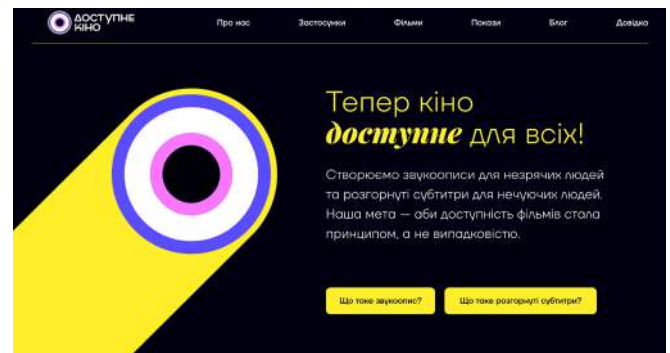 ДОСТУПНЕ
КІНО
Про нас Застосунки Фільми Покази Блог Довідка
Тепер кіно
доступне для всіх!
Створюємо звукоописи для незрячих людей
та розгорнуті субтитри для нечуючих людей.
Наша мета — аби доступність фільмів стала
принципом, а не випадковістю.
Що таке звукоопис? Що таке розгорнуті субтитри?